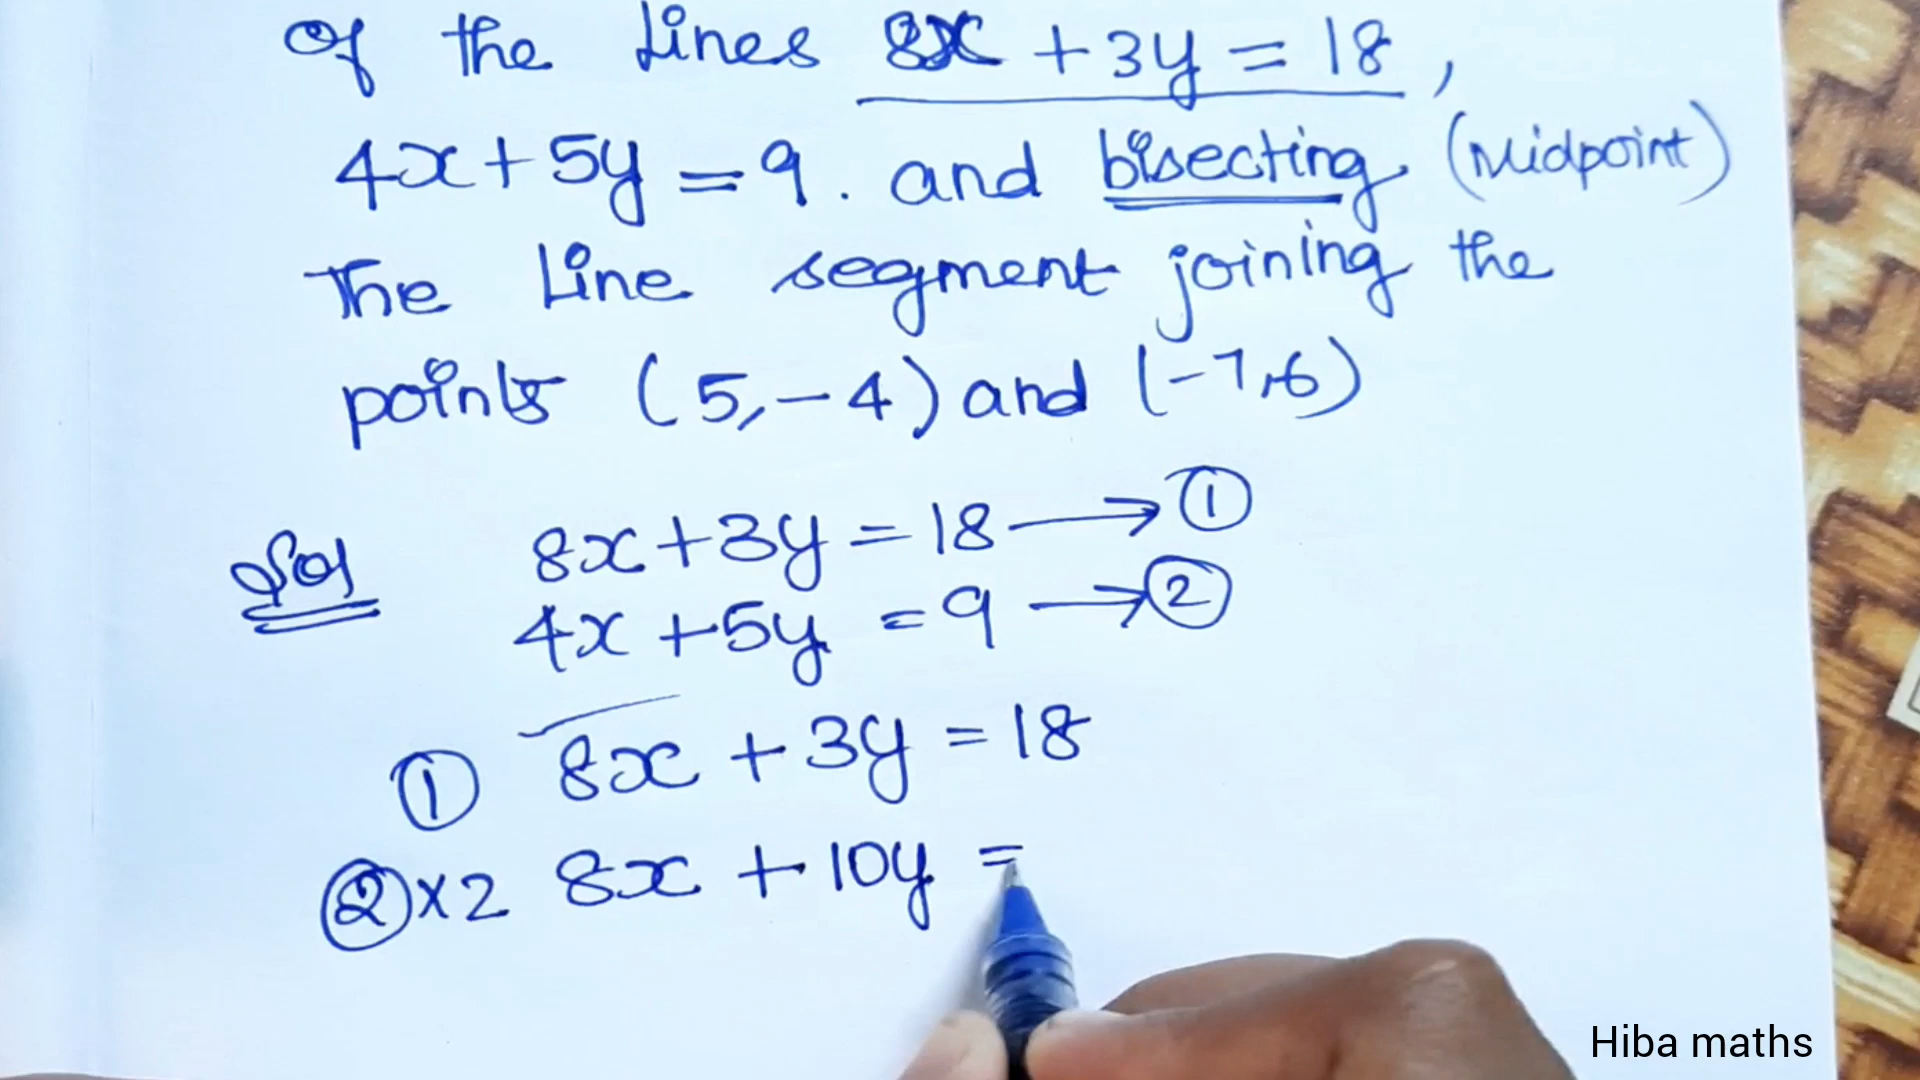 of the lines 8x + 3y = 18,
4x + 5y = 9. and bisecting (Midpoint)
The line segment joining the
points (5, -4) and (-7, 6)
Sol
8x + 3y = 18 → ①
4x + 5y = 9 → ②
① 8x + 3y = 18
② × 2 8x + 10y =
Hiba maths